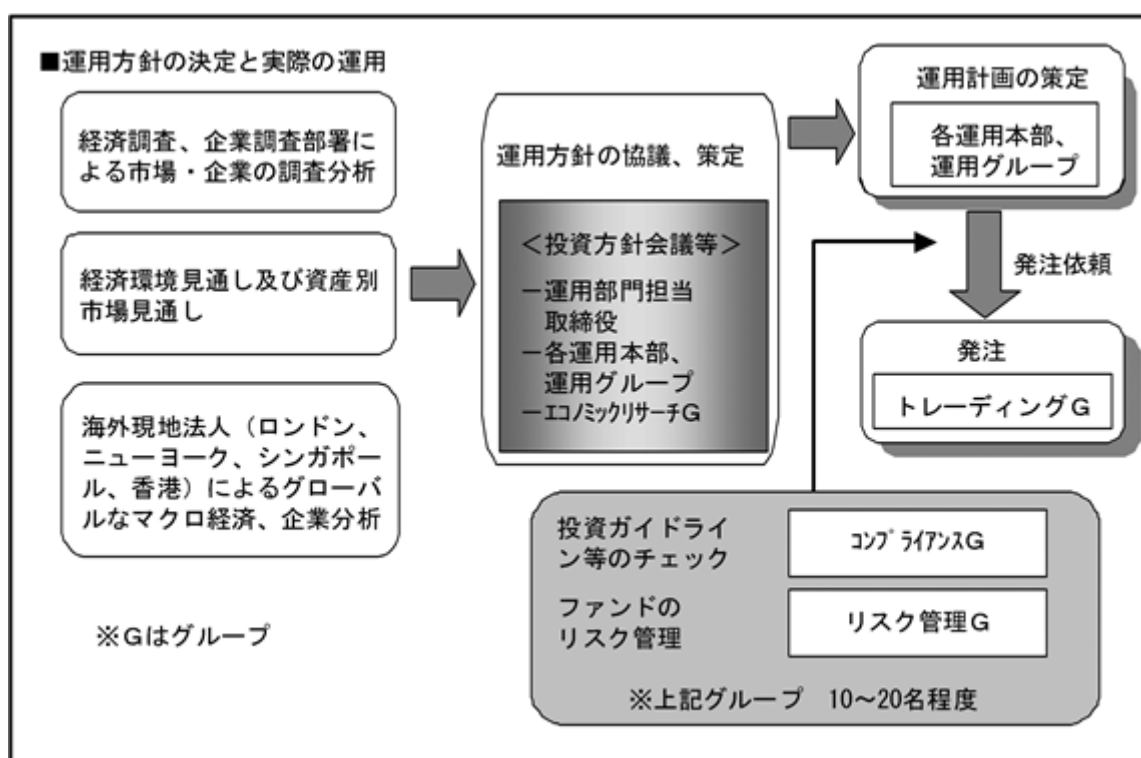 ■運用方針の決定と実際の運用
経済調査、企業調査部署に
よる市場・企業の調査分析
経済環境見通し及び資産別
市場見通し
海外現地法人（ロンドン、
ニューヨーク、シンガポー
ル、香港）によるグローバ
ルなマクロ経済、企業分析
※Gはグループ
運用方針の協議、策定
＜投資方針会議等＞
－運用部門担当
取締役
－各運用本部、
運用グループ
－ｴｺﾉﾐｯｸﾘｻｰﾁG
運用計画の策定
各運用本部、
運用グループ
発注依頼
発注
トレーディングG
投資ガイドライ
ン等のチェック
ｺﾝﾌﾟﾗｲｱﾝｽG
ファンドの
リスク管理
リスク管理G
※上記グループ　10～20名程度